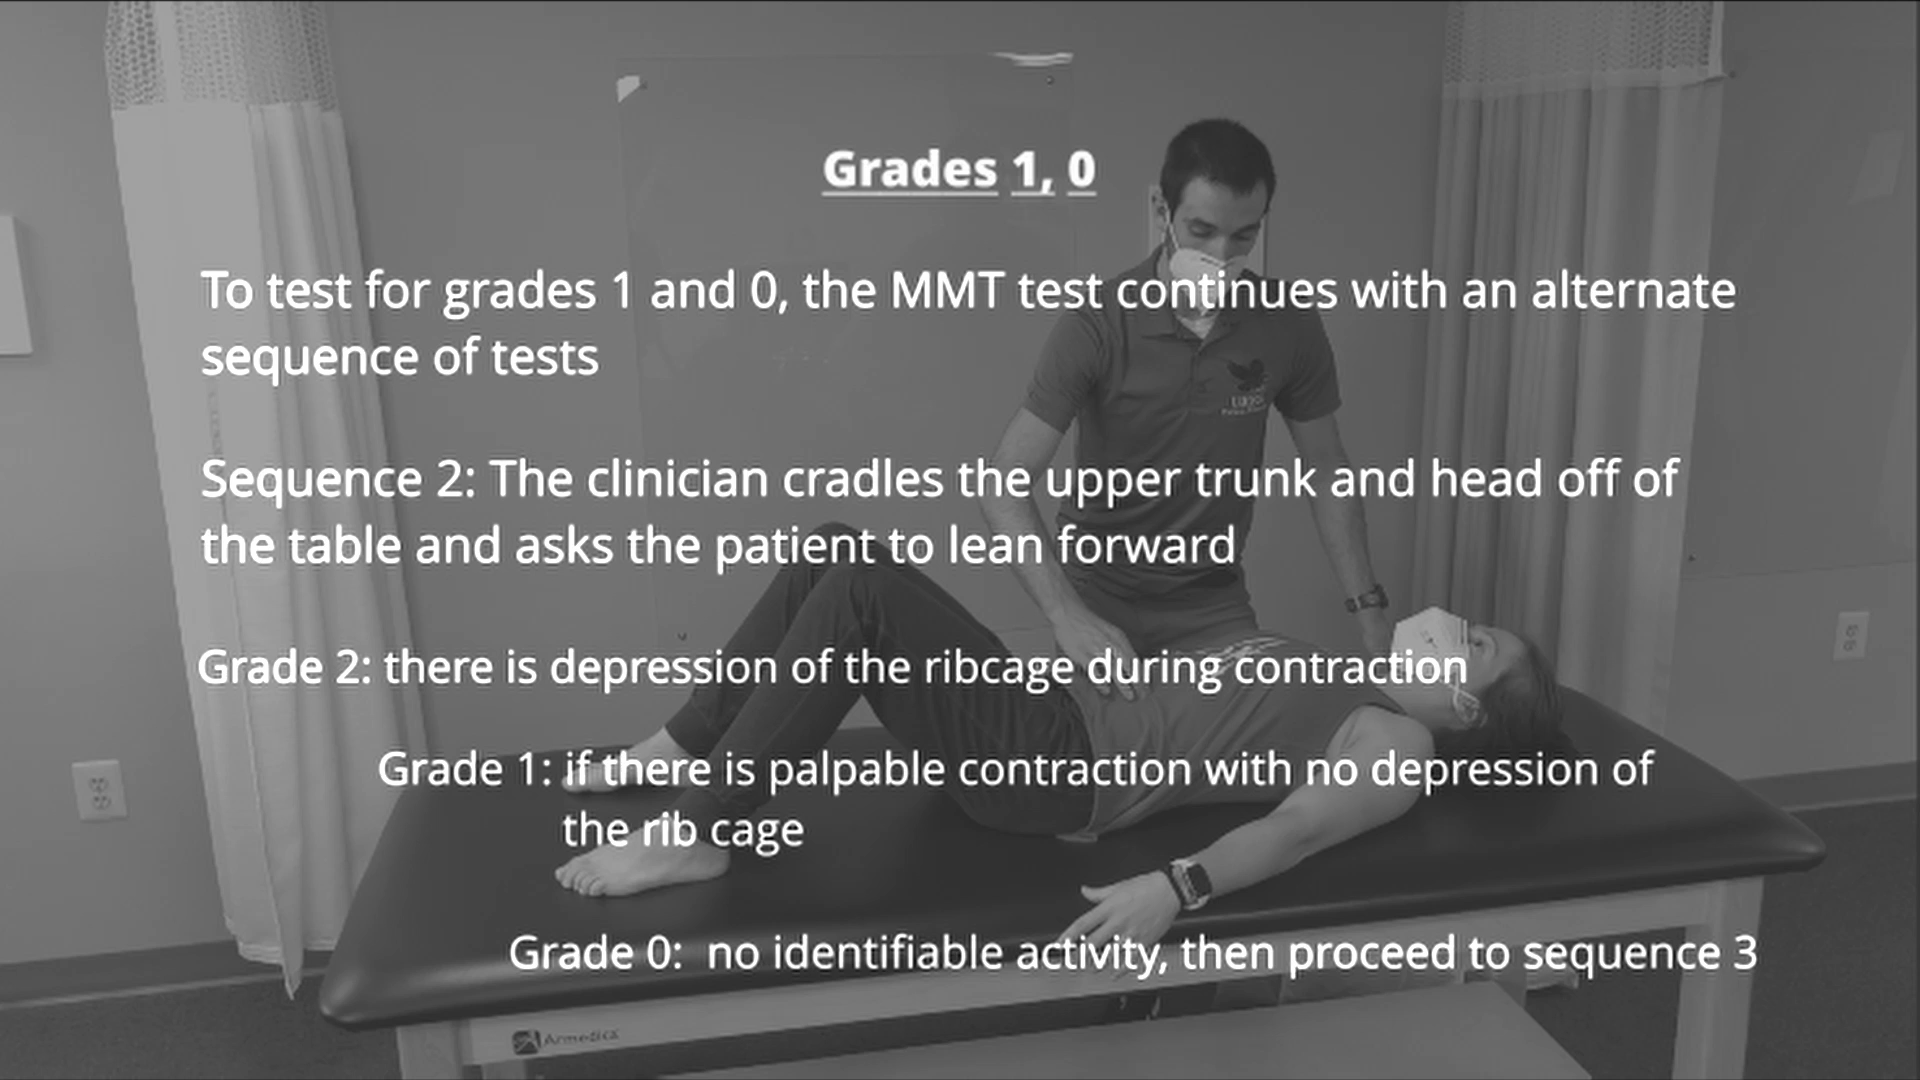 Grades 1, 0
To test for grades 1 and 0, the MMT test continues with an alternate
sequence of tests
Sequence 2: The clinician cradles the upper trunk and head off of
the table and asks the patient to lean forward
Grade 2: there is depression of the ribcage during contraction
Grade 1: if there is palpable contraction with no depression of
the rib cage
Grade 0:  no identifiable activity, then proceed to sequence 3
Armedica